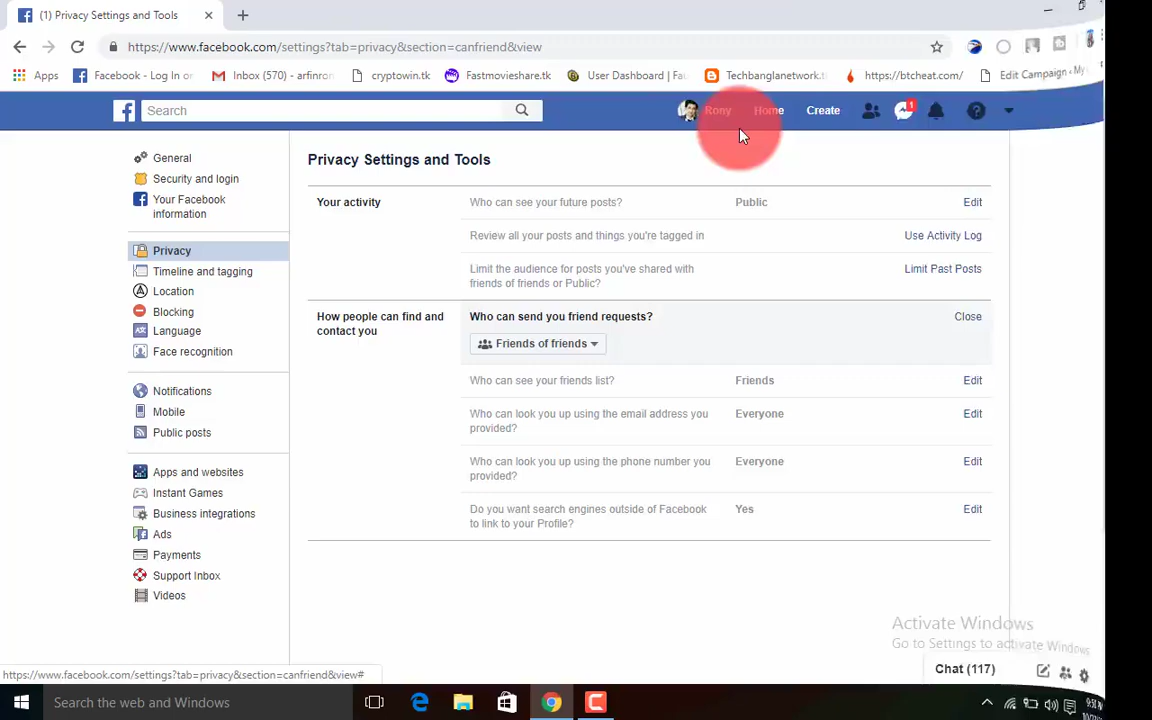 (1) Privacy Settings and Tools
https://www.facebook.com/settings?tab=privacy&section=canfriend&view
Apps
Facebook - Log In or
Inbox (570) - arfinron
cryptowin.tk
Fastmovieshare.tk
User Dashboard | Fau
Techbanglanetwork.t
https://btcheat.com/
Edit Campaign - My
Search
Rony
Home
Create
1
General
Security and login
Your Facebook
information
Privacy
Timeline and tagging
Location
Blocking
Language
Face recognition
Notifications
Mobile
Public posts
Apps and websites
Instant Games
Business integrations
Ads
Payments
Support Inbox
Videos
Privacy Settings and Tools
Your activity
Who can see your future posts? Public Edit
Review all your posts and things you're tagged in Use Activity Log
Limit the audience for posts you've shared with
friends of friends or Public? Limit Past Posts
How people can find and
contact you
Who can send you friend requests? Close
Friends of friends
Who can see your friends list? Friends Edit
Who can look you up using the email address you
provided? Everyone Edit
Who can look you up using the phone number you
provided? Everyone Edit
Do you want search engines outside of Facebook
to link to your Profile? Yes Edit
Activate Windows
Go to Settings to activate Windows
https://www.facebook.com/settings?tab=privacy&section=canfriend&view#
Chat (117)
Search the web and Windows